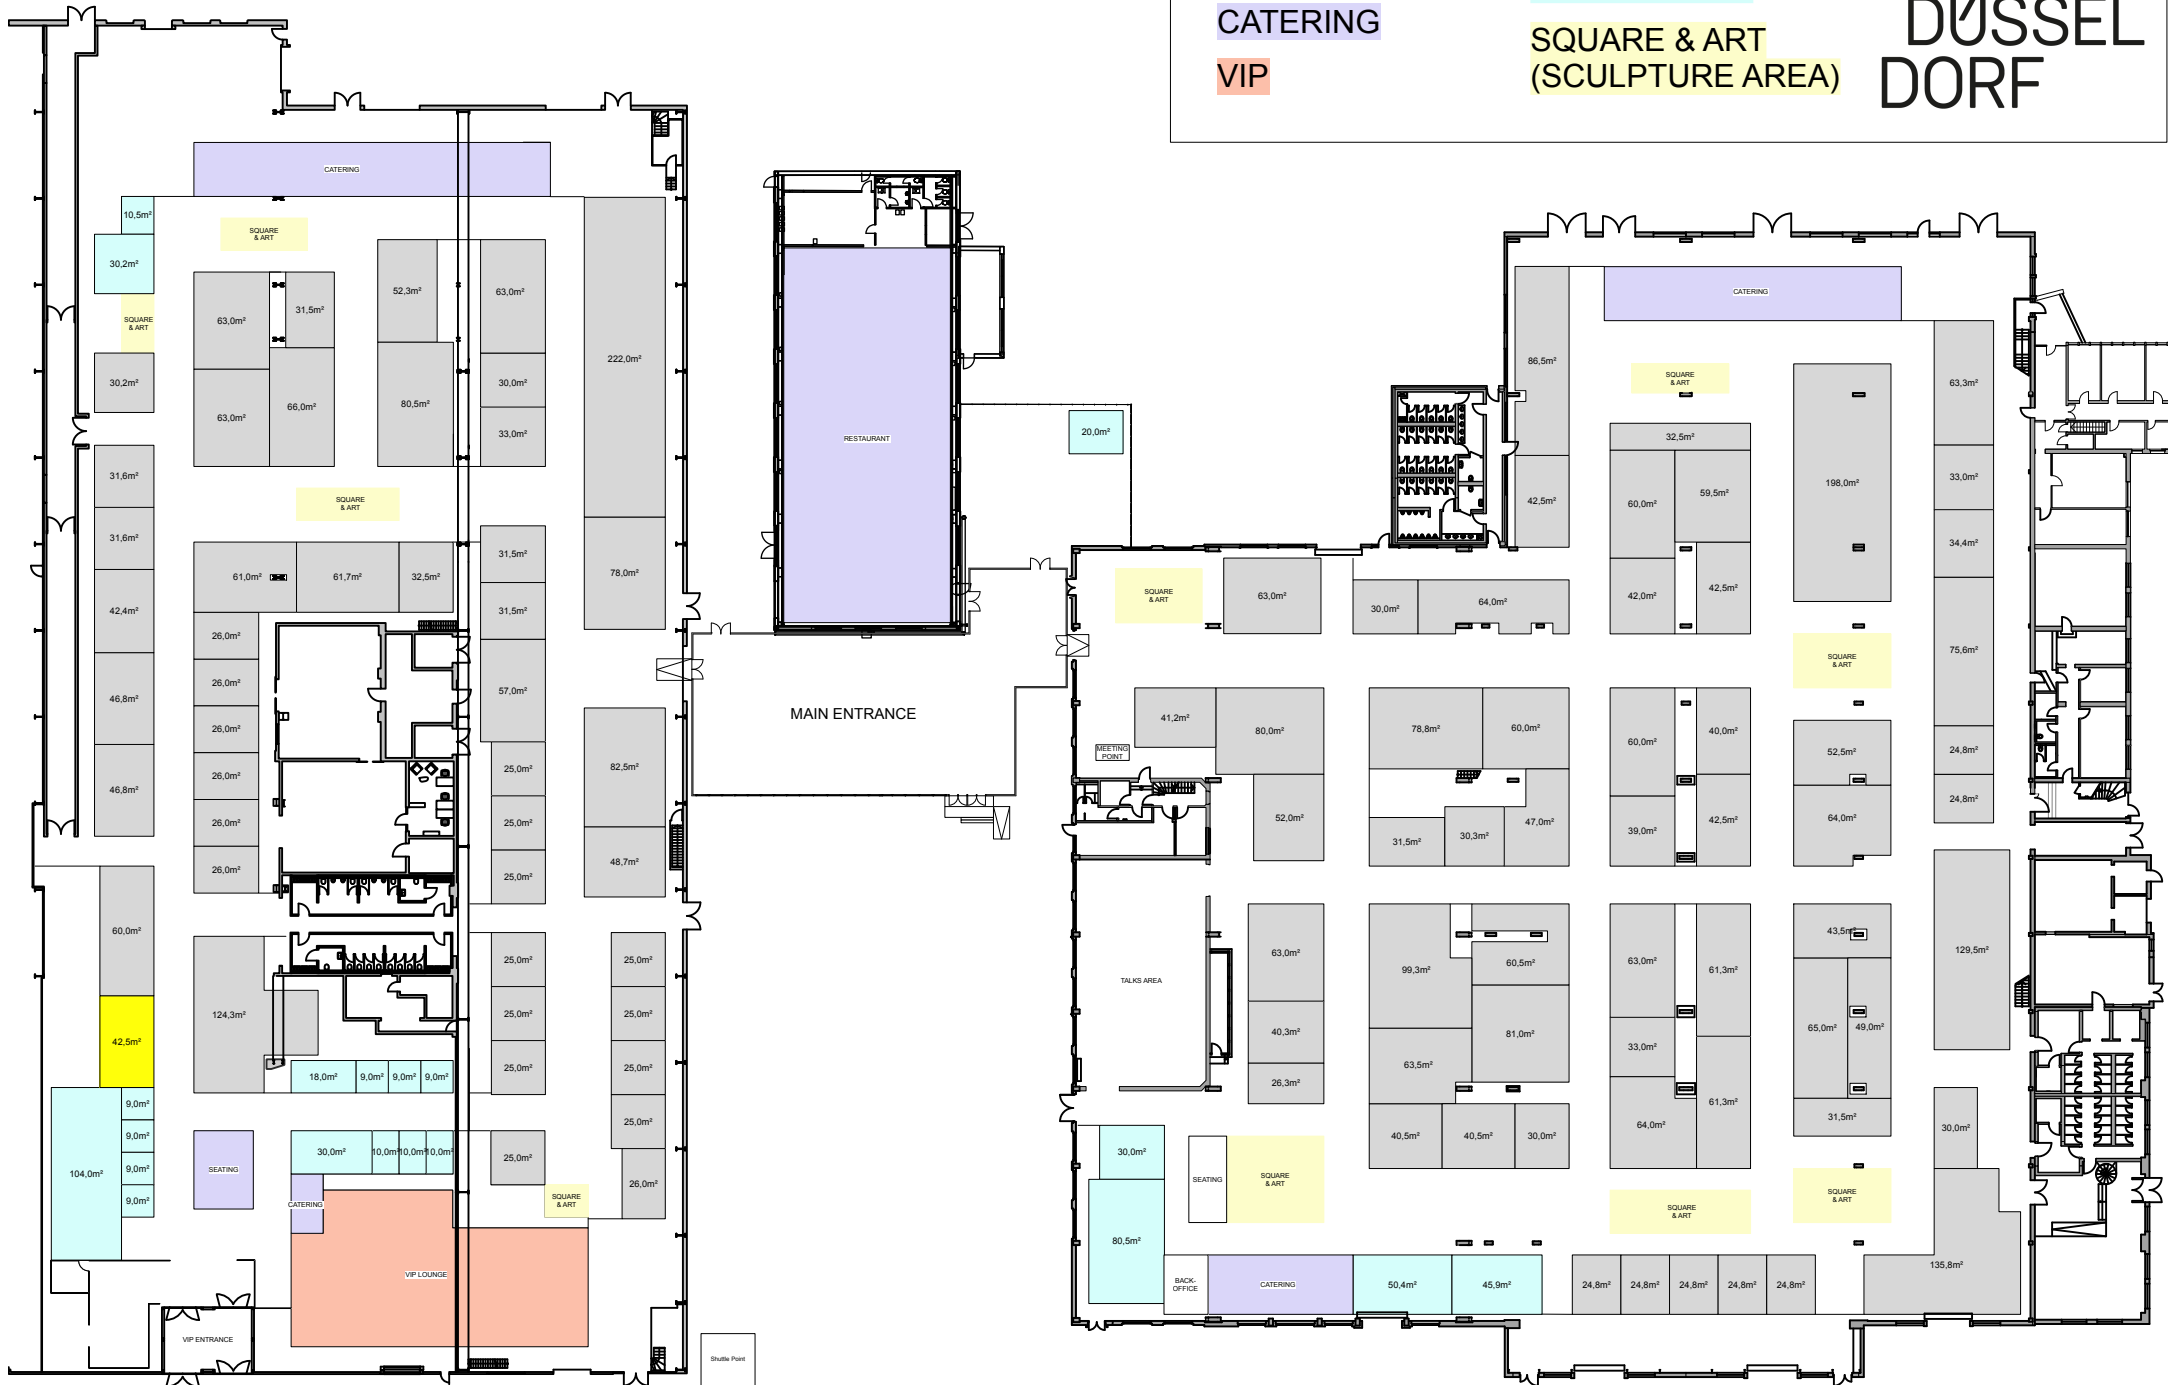 CATERING
SQUARE & ART
(SCULPTURE AREA)
VIP
DÜSSEL
DORF
CATERING
10,5m²
SQUARE
& ART
30,2m²
SQUARE
& ART
63,0m²
31,5m²
52,3m²
63,0m²
222,0m²
30,2m²
63,0m²
66,0m²
80,5m²
30,0m²
33,0m²
31,6m²
SQUARE
& ART
31,6m²
61,0m²
61,7m²
32,5m²
31,5m²
78,0m²
42,4m²
31,5m²
26,0m²
46,8m²
26,0m²
57,0m²
26,0m²
82,5m²
46,8m²
26,0m²
25,0m²
26,0m²
25,0m²
26,0m²
25,0m²
48,7m²
60,0m²
25,0m²
25,0m²
124,3m²
25,0m²
25,0m²
42,5m²
25,0m²
25,0m²
18,0m²
9,0m²
9,0m²
9,0m²
9,0m²
9,0m²
9,0m²
9,0m²
104,0m²
25,0m²
SEATING
30,0m²
10,0m²
10,0m²
10,0m²
25,0m²
26,0m²
SQUARE
& ART
CATERING
VIP LOUNGE
VIP ENTRANCE
Shuttle Point
RESTAURANT
20,0m²
MAIN ENTRANCE
CATERING
86,5m²
SQUARE
& ART
63,3m²
32,5m²
198,0m²
33,0m²
42,5m²
60,0m²
59,5m²
34,4m²
SQUARE
& ART
63,0m²
30,0m²
64,0m²
42,0m²
42,5m²
SQUARE
& ART
75,6m²
41,2m²
80,0m²
78,8m²
60,0m²
60,0m²
40,0m²
52,5m²
24,8m²
MEETING
POINT
52,0m²
31,5m²
30,3m²
47,0m²
39,0m²
42,5m²
64,0m²
24,8m²
63,0m²
99,3m²
60,5m²
63,0m²
61,3m²
43,5m²
129,5m²
TALKS AREA
40,3m²
81,0m²
33,0m²
65,0m²
49,0m²
26,3m²
63,5m²
61,3m²
31,5m²
40,5m²
40,5m²
30,0m²
64,0m²
30,0m²
30,0m²
SEATING
SQUARE
& ART
SQUARE
& ART
SQUARE
& ART
80,5m²
BACK-
OFFICE
CATERING
50,4m²
45,9m²
24,8m²
24,8m²
24,8m²
24,8m²
24,8m²
135,8m²